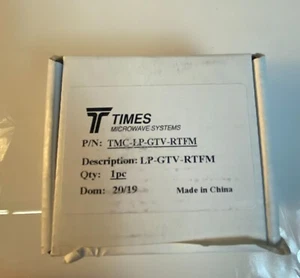 TIMES
MICROWAVE SYSTEMS
P/N: TMC-LP-GTV-RTFM
Description: LP-GTV-RTFM
Qty: 1pc
Dom: 20/19 Made in China